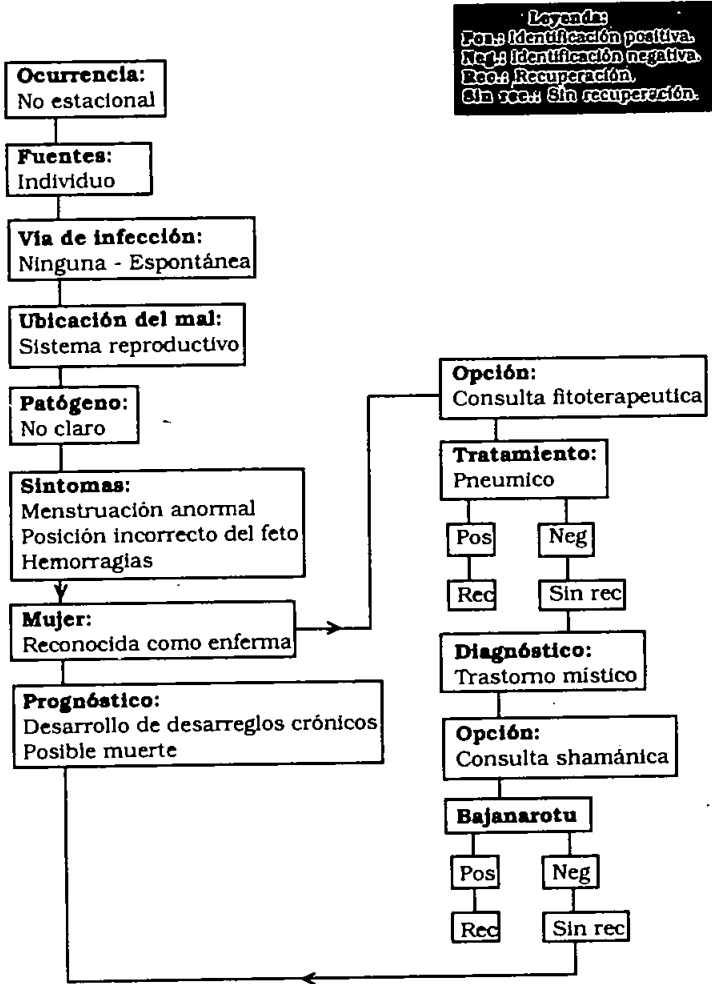 Leyenda:
Pos.: Identificación positiva.
Neg.: Identificación negativa.
Rec.: Recuperación.
Sin rec.: Sin recuperación.
Ocurrencia:
No estacional
Fuentes:
Individuo
Vía de infección:
Ninguna - Espontánea
Ubicación del mal:
Sistema reproductivo
Patógeno:
No claro
Sintomas:
Menstruación anormal
Posición incorrecto del feto
Hemorragias
Mujer:
Reconocida como enferma
Prognóstico:
Desarrollo de desarreglos crónicos
Posible muerte
Opción:
Consulta fitoterapeutica
Tratamiento:
Pneumico
Pos Neg
Rec Sin rec
Diagnóstico:
Trastorno místico
Opción:
Consulta shamánica
Bajanarotu
Pos Neg
Rec Sin rec